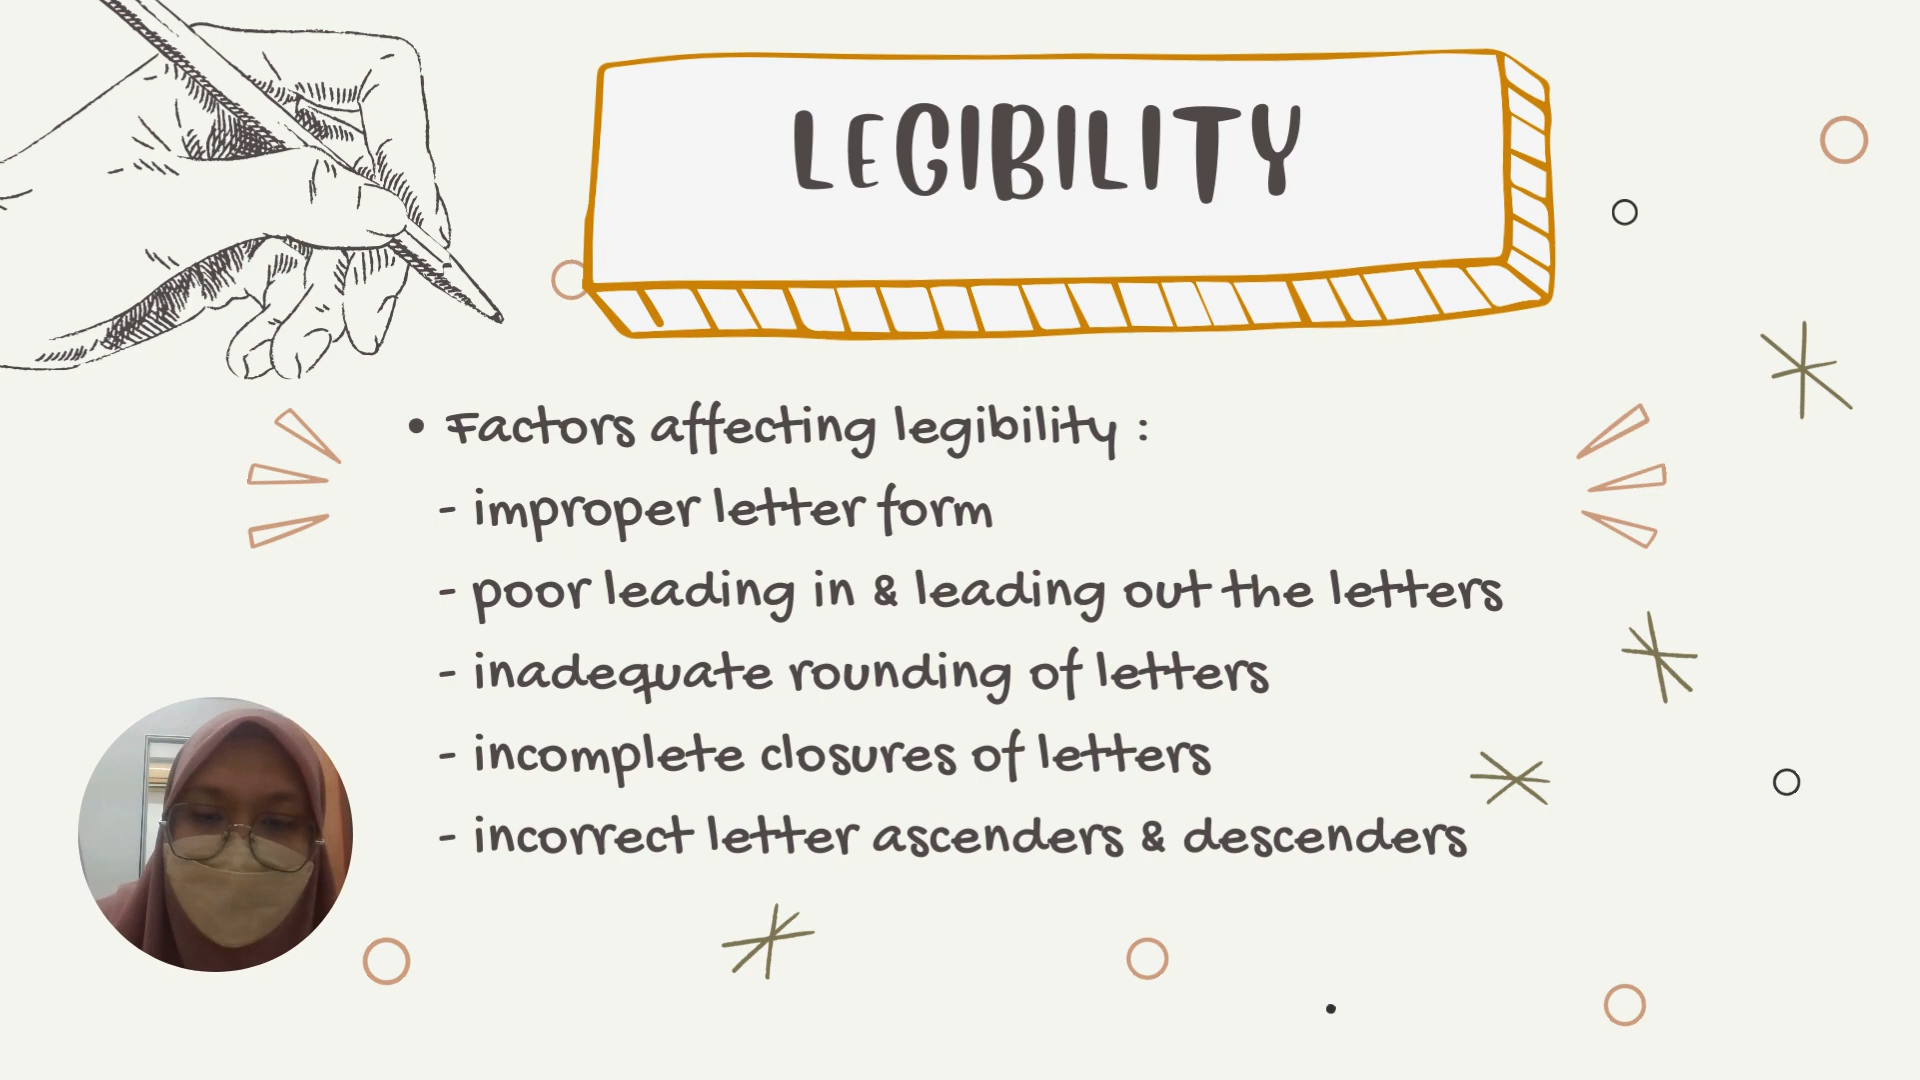 LEGIBILITY
• Factors affecting legibility :
- improper letter form
- poor leading in & leading out the letters
- inadequate rounding of letters
- incomplete closures of letters
- incorrect letter ascenders & descenders